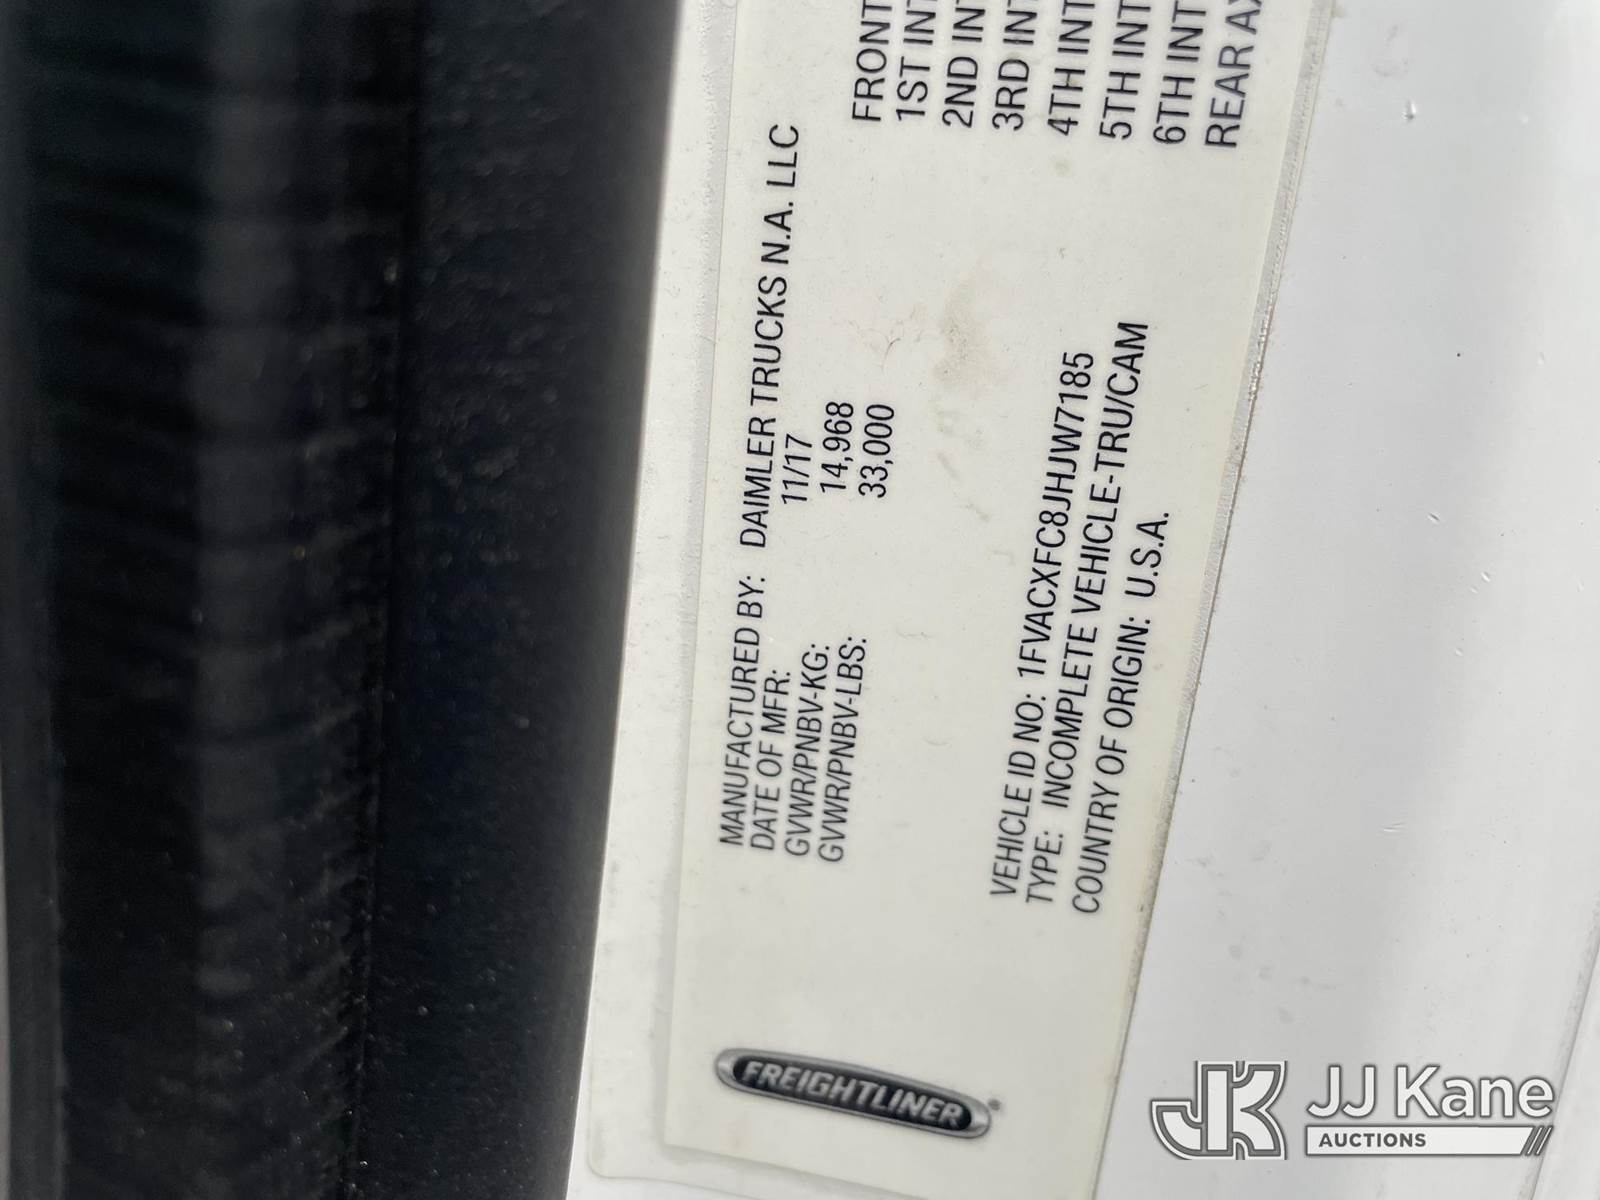 FREIGHTLINER
MANUFACTURED BY: DAIMLER TRUCKS N.A. LLC
DATE OF MFR: 11/17
GVWR/PNBV-KG: 14,968
GVWR/PNBV-LBS: 33,000
VEHICLE ID NO: 1FVACXFC8JHJW7185
TYPE: INCOMPLETE VEHICLE-TRU/CAM
COUNTRY OF ORIGIN: U.S.A.
FRONT
1ST INT
2ND INT
3RD INT
4TH INT
5TH INT
6TH INT
REAR AX
JK JJ Kane
AUCTIONS